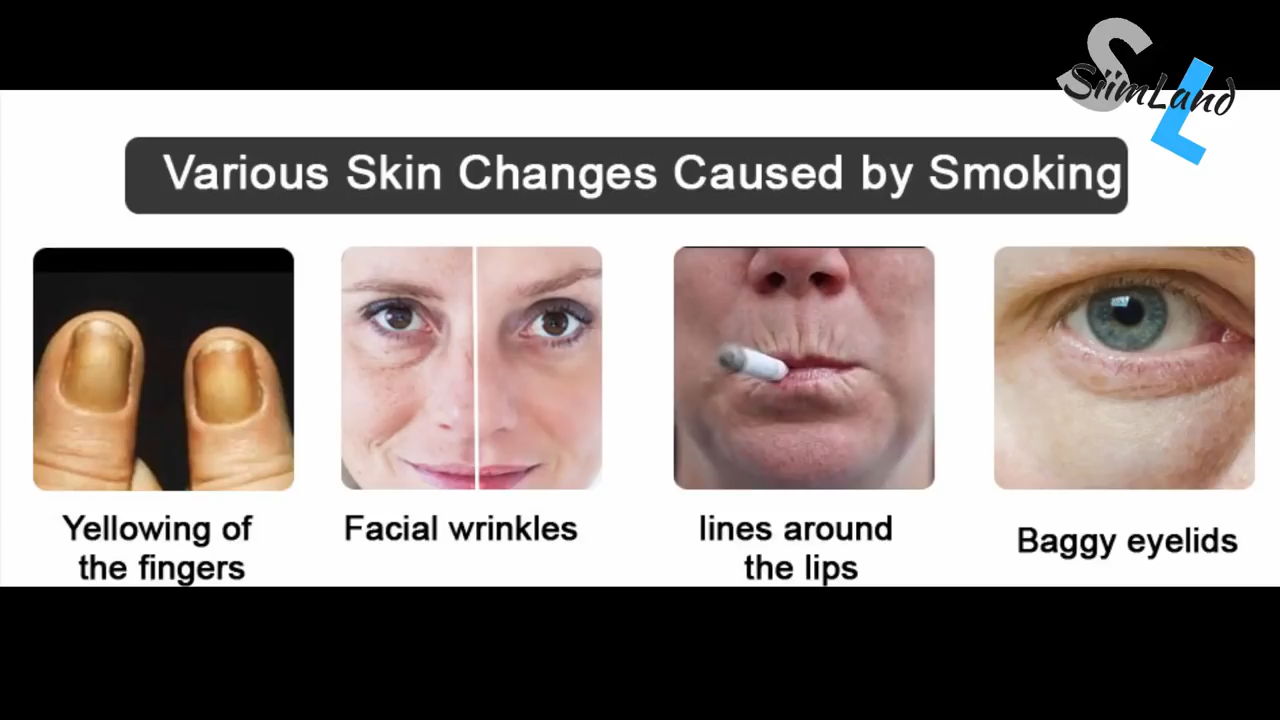 SL
SiimLand
Various Skin Changes Caused by Smoking
Yellowing of
the fingers
Facial wrinkles
lines around
the lips
Baggy eyelids